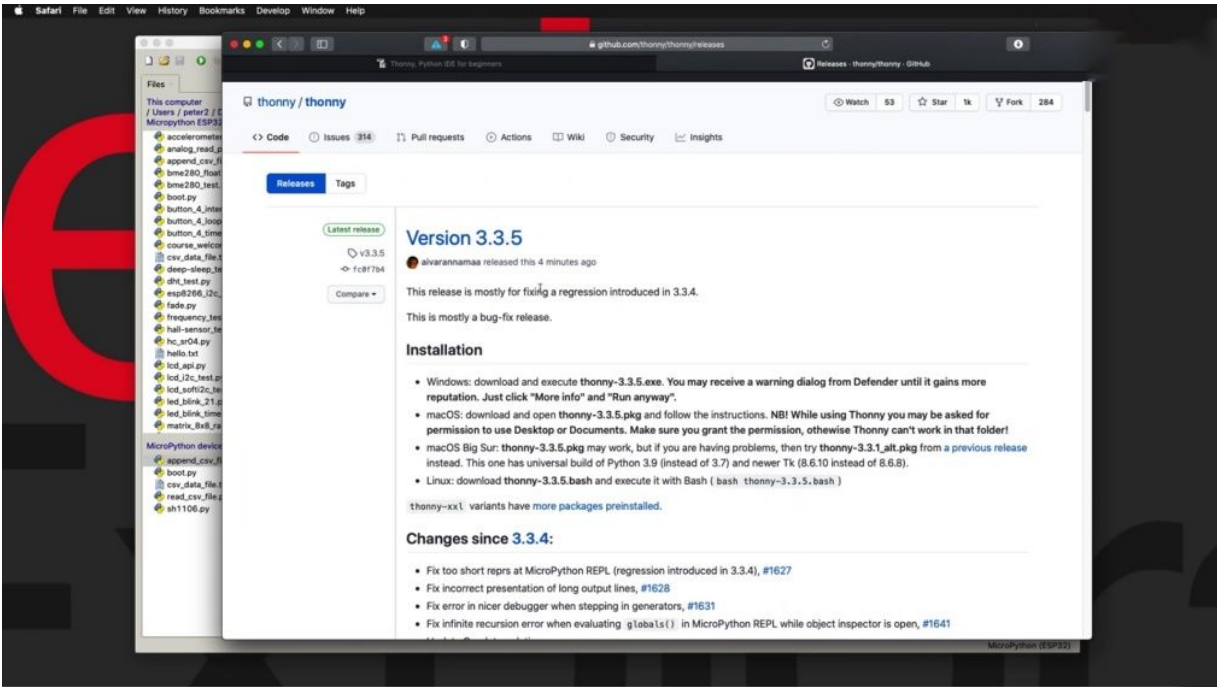 Safari File Edit View History Bookmarks Develop Window Help
3
github.com/thonny/thonny/releases
Thonny, Python IDE for beginners
Releases · thonny/thonny · GitHub
Files
This computer
/ Users / peter2 /
Micropython ESP32
accelerometer
analog_read_p
append_csv_fi
bme280_float
bme280_test.
boot.py
button_4_inter
button_4_loop
button_4_time
course_welcor
csv_data_file.t
deep-sleep_te
dht_test.py
esp8266_i2c_
fade.py
frequency_tes
hall-sensor_te
hc_sr04.py
hello.txt
lcd_api.py
lcd_i2c_test.p
lcd_softi2c_te
led_blink_21.p
led_blink_time
matrix_8x8_ra
MicroPython device
append_csv_fi
boot.py
csv_data_file.t
read_csv_file.p
sh1106.py
thonny / thonny
Watch 53 Star 1k Fork 284
<> Code Issues 314 Pull requests Actions Wiki Security Insights
Releases Tags
Latest release
v3.3.5
fc0f7b4
Compare
Version 3.3.5
aivarannamaa released this 4 minutes ago
This release is mostly for fixing a regression introduced in 3.3.4.
This is mostly a bug-fix release.
Installation
• Windows: download and execute thonny-3.3.5.exe. You may receive a warning dialog from Defender until it gains more
reputation. Just click "More info" and "Run anyway".
• macOS: download and open thonny-3.3.5.pkg and follow the instructions. NB! While using Thonny you may be asked for
permission to use Desktop or Documents. Make sure you grant the permission, othewise Thonny can't work in that folder!
• macOS Big Sur: thonny-3.3.5.pkg may work, but if you are having problems, then try thonny-3.3.1_alt.pkg from a previous release
instead. This one has universal build of Python 3.9 (instead of 3.7) and newer Tk (8.6.10 instead of 8.6.8).
• Linux: download thonny-3.3.5.bash and execute it with Bash ( bash thonny-3.3.5.bash )
thonny-xxl variants have more packages preinstalled.
Changes since 3.3.4:
• Fix too short reprs at MicroPython REPL (regression introduced in 3.3.4), #1627
• Fix incorrect presentation of long output lines, #1628
• Fix error in nicer debugger when stepping in generators, #1631
• Fix infinite recursion error when evaluating globals() in MicroPython REPL while object inspector is open, #1641
MicroPython (ESP32)